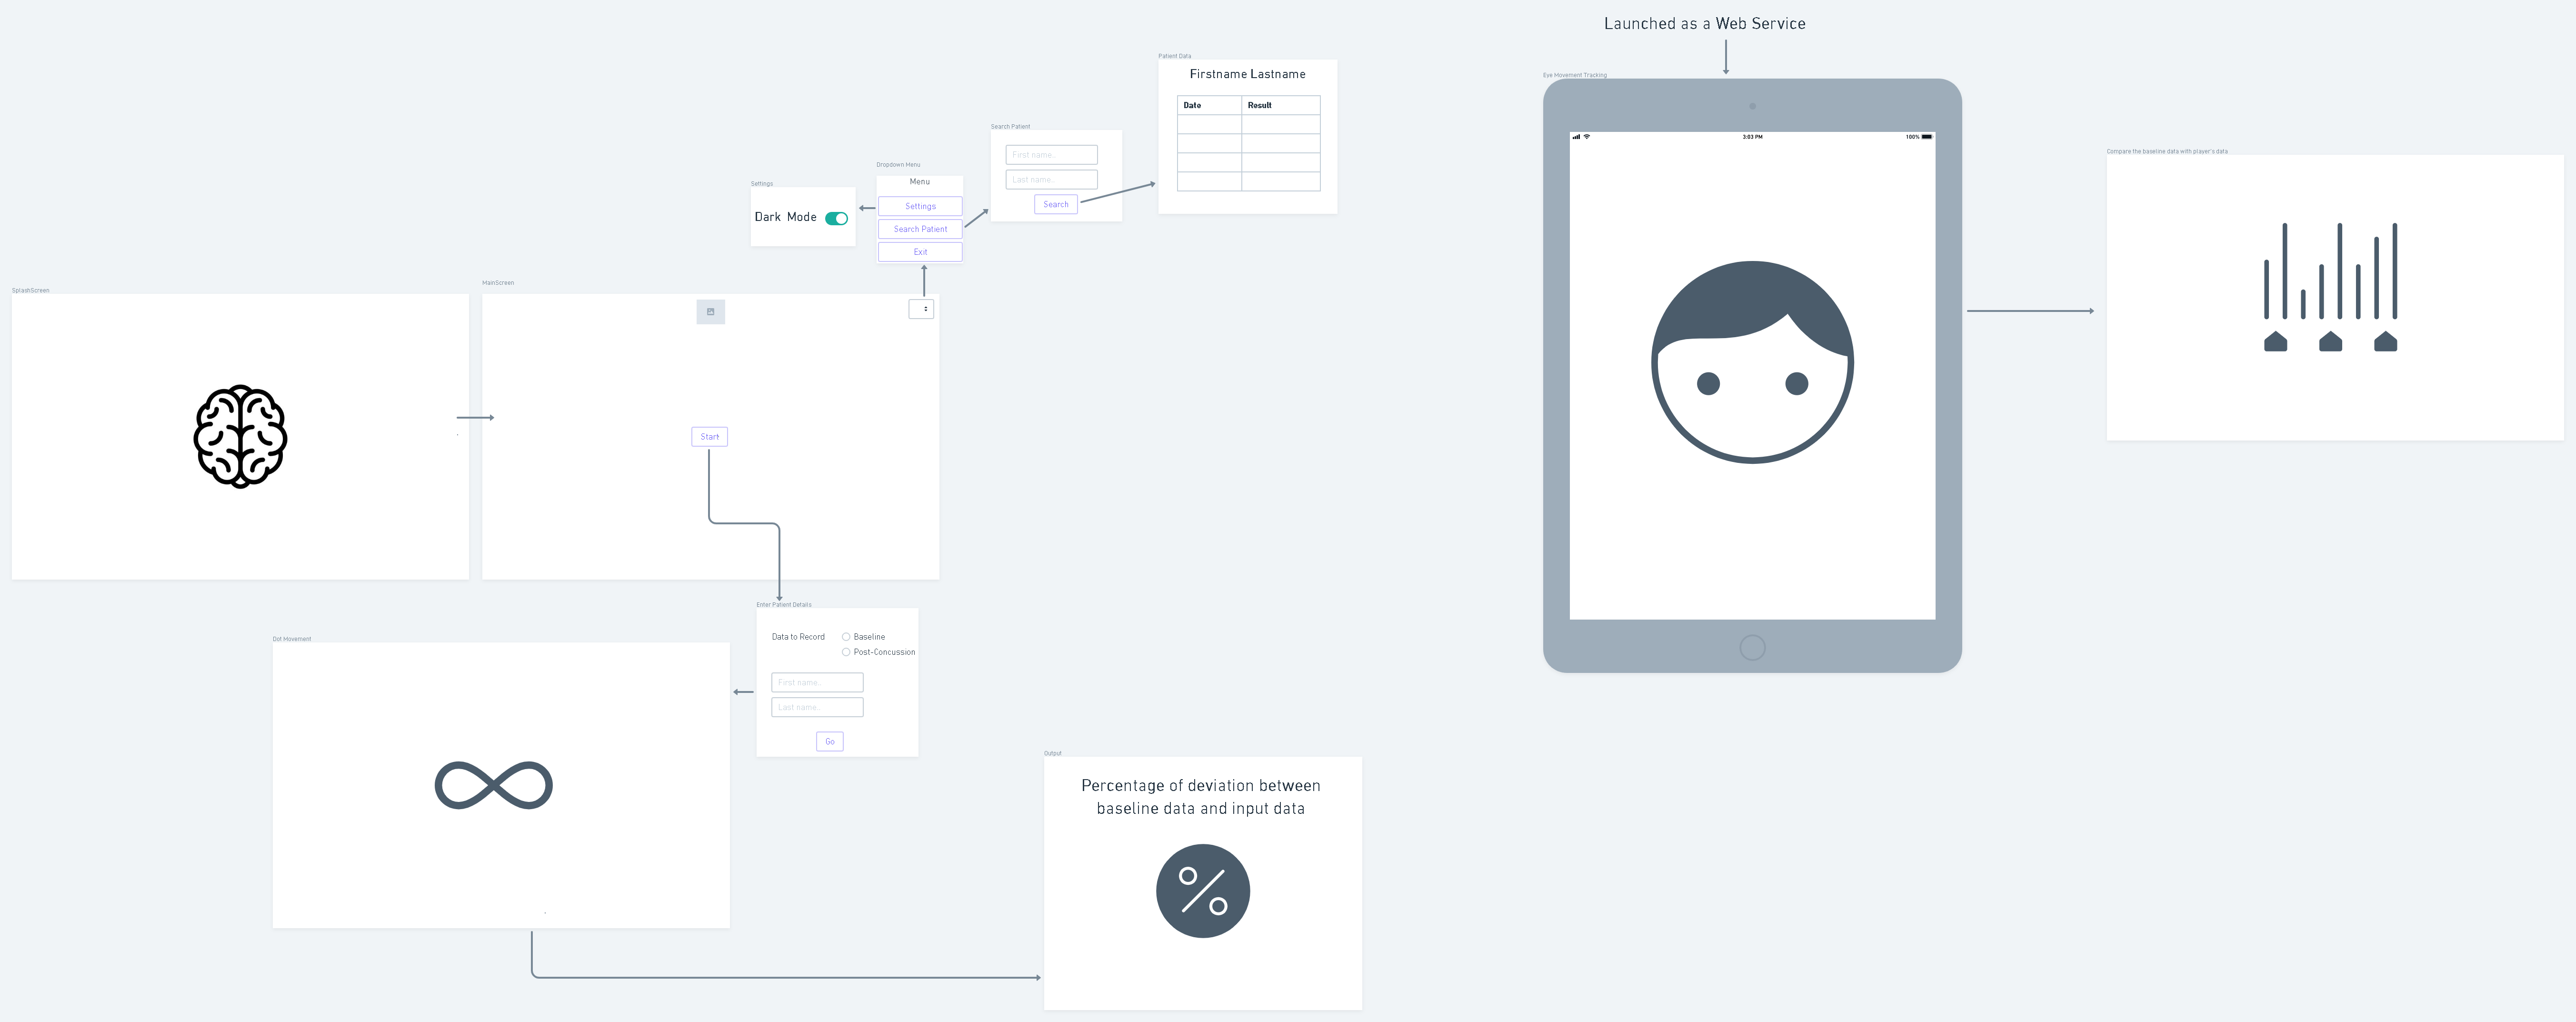 Launched as a Web Service
Patient Data
Firstname Lastname
Date
Result
Eye Movement Tracking
3:03 PM
100%
Compare the baseline data with player's data
Search Patient
First name...
Last name...
Search
Dropdown Menu
Menu
Settings
Search Patient
Exit
Settings
Dark Mode
SplashScreen
MainScreen
Start
Enter Patient Details
Data to Record
Baseline
Post-Concussion
First name...
Last name...
Go
Dot Movement
Output
Percentage of deviation between
baseline data and input data
%